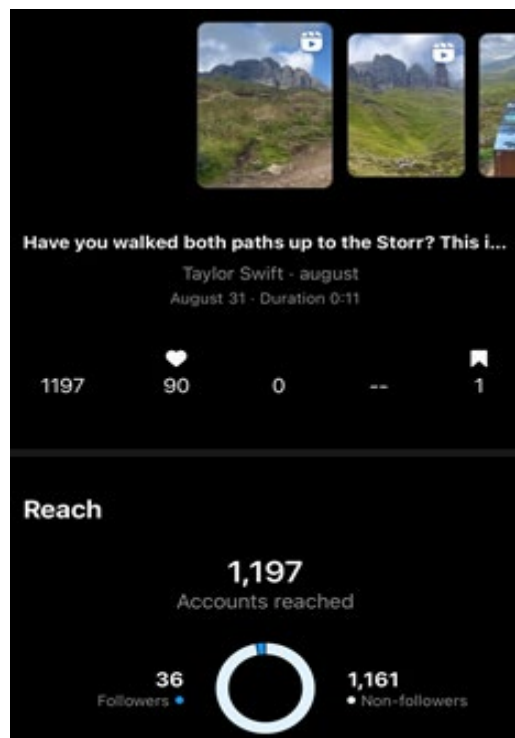 Have you walked both paths up to the Storr? This i...
Taylor Swift · august
August 31 · Duration 0:11
1197 90 0 -- 1
Reach
1,197
Accounts reached
36 1,161
Followers Non-followers